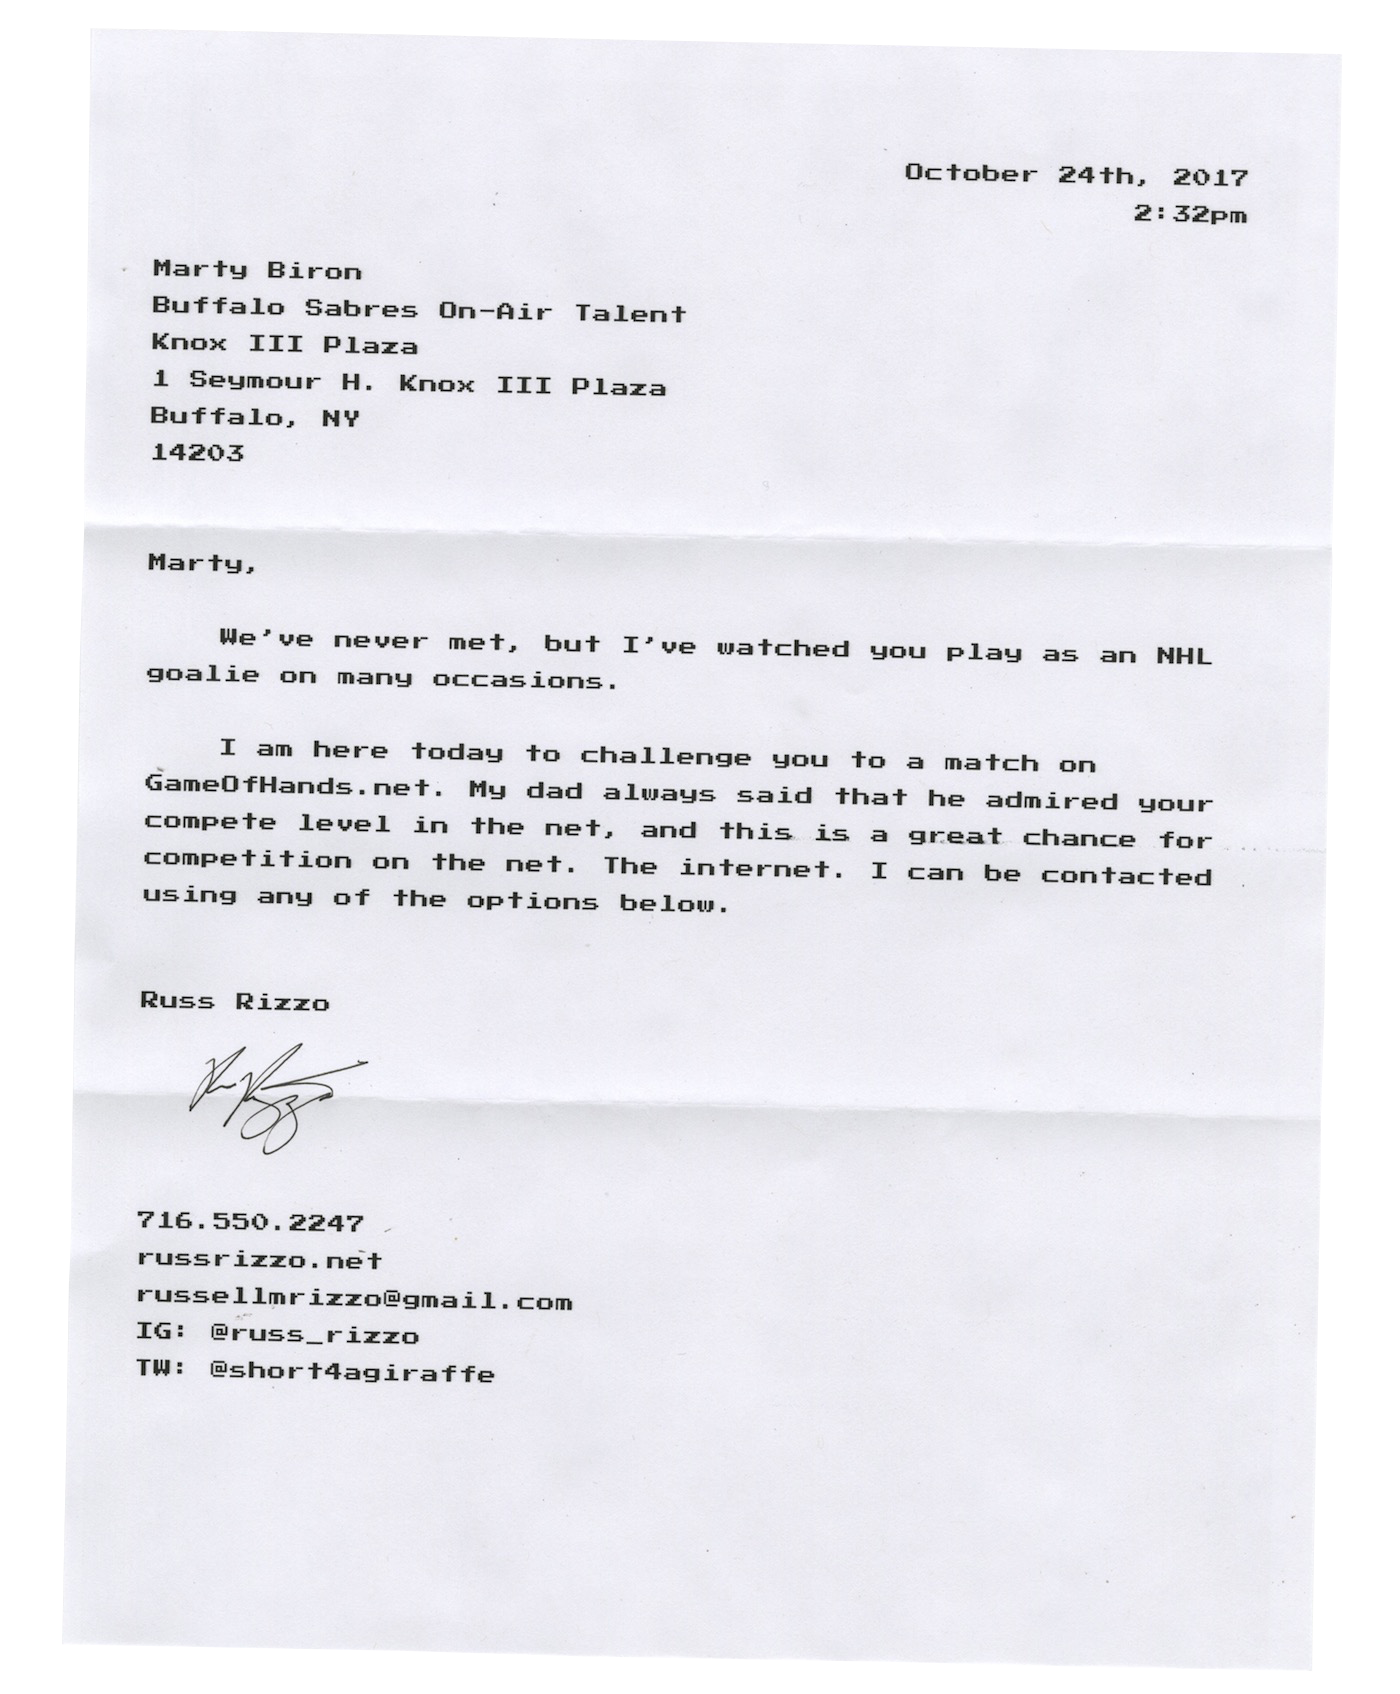 October 24th, 2017
2:32pm
Marty Biron
Buffalo Sabres On-Air Talent
Knox III Plaza
1 Seymour H. Knox III Plaza
Buffalo, NY
14203
Marty,
We've never met, but I've watched you play as an NHL
goalie on many occasions.
I am here today to challenge you to a match on
GameOfHands.net. My dad always said that he admired your
compete level in the net, and this is a great chance for
competition on the net. The internet. I can be contacted
using any of the options below.
Russ Rizzo
716.550.2247
russrizzo.net
russellmrizzo@gmail.com
IG: @russ_rizzo
TW: @short4agiraffe